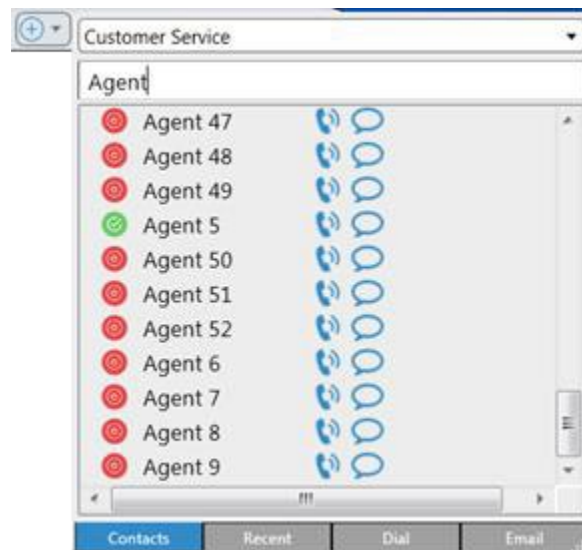 Customer Service
Agent
Agent 47
Agent 48
Agent 49
Agent 5
Agent 50
Agent 51
Agent 52
Agent 6
Agent 7
Agent 8
Agent 9
Contacts Recent Dial Email